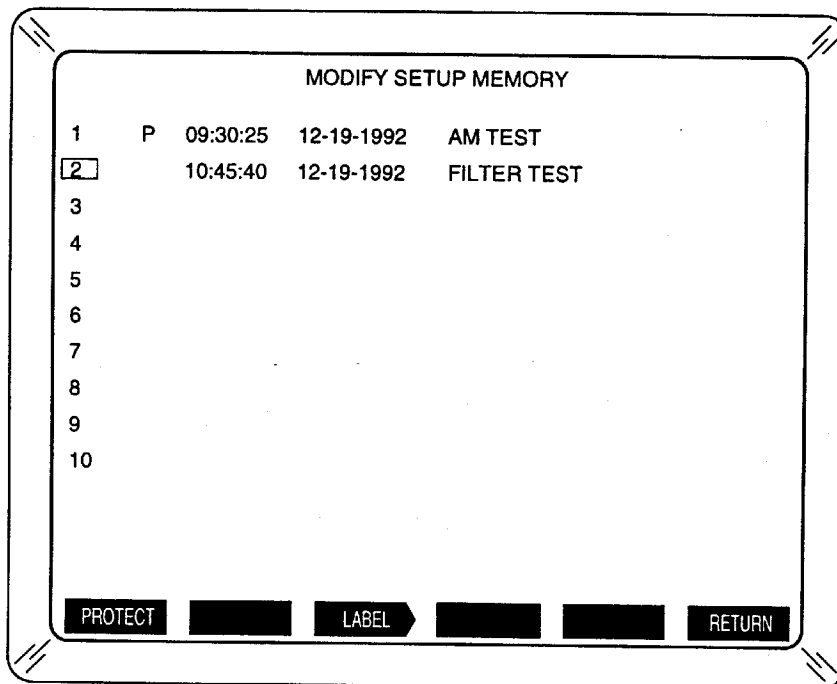 MODIFY SETUP MEMORY
1 P 09:30:25 12-19-1992 AM TEST
2 10:45:40 12-19-1992 FILTER TEST
3
4
5
6
7
8
9
10
PROTECT LABEL RETURN